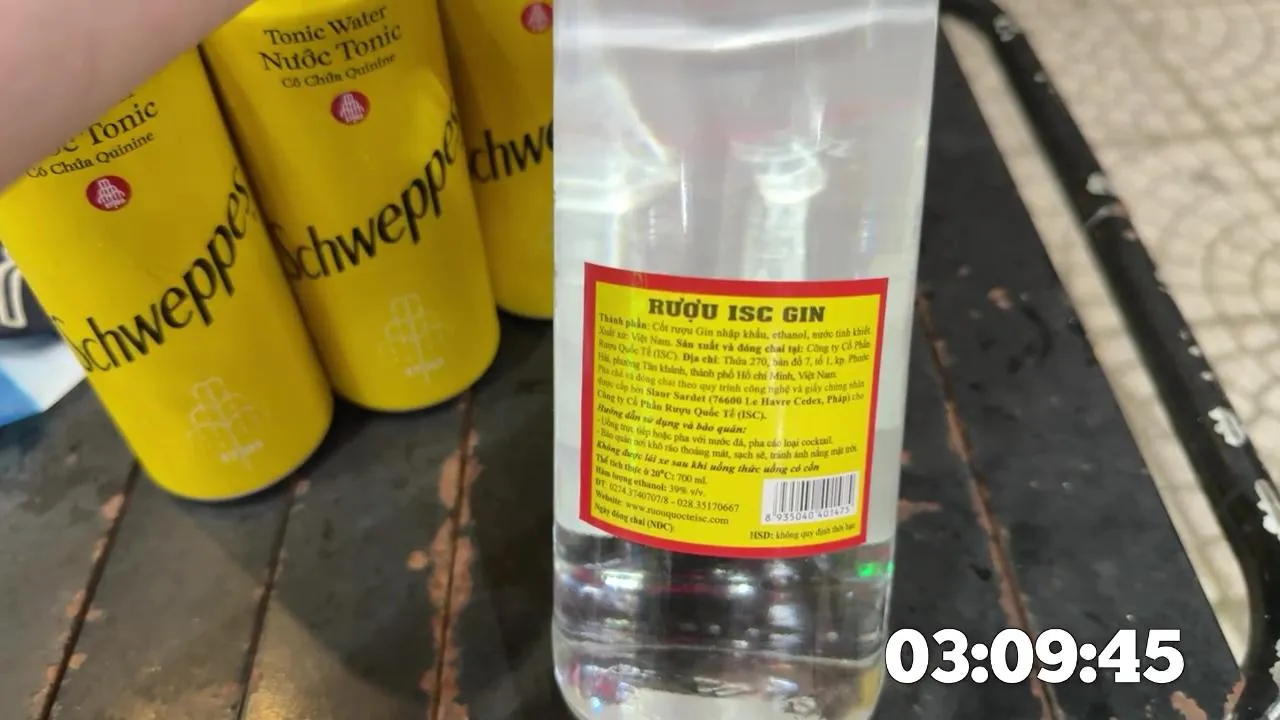 Tonic Water
Nước Tonic
Có Chứa Quinine
Schweppes
Tonic
Có Chứa Quinine
Schweppes
Schwe
RƯỢU ISC GIN
Thành phần: Cốt rượu Gin nhập khẩu, ethanol, nước tinh khiết.
Xuất xứ: Việt Nam. Sản xuất và đóng chai tại: Công ty Cổ Phần
Rượu Quốc Tế (ISC). Địa chỉ: Thửa 270, bản đồ 7, tổ 1, kp. Phước
Hải, phường Tân khánh, thành phố Hồ chí Minh, Việt Nam.
Pha chế và đóng chai theo quy trình công nghệ và giấy chứng nhận
được cấp bởi Slaur Sardet (76600 Le Havre Cedex, Pháp) cho
Công ty Cổ Phần Rượu Quốc Tế (ISC).
Hướng dẫn sử dụng và bảo quản:
- Uống trực tiếp hoặc pha với nước đá, pha các loại cocktail.
- Bảo quản nơi khô ráo thoáng mát, sạch sẽ, tránh ánh nắng mặt trời.
Không được lái xe sau khi uống thức uống có cồn
Thể tích thực ở 20°C: 700 ml.
Hàm lượng ethanol: 39% v/v.
ĐT: 0274.3740707/8 - 028.35170667
Website: www.ruouquocteisc.com
Ngày đóng chai (NĐC):
8 935040 401475
HSD: không quy định thời hạn
03:09:45